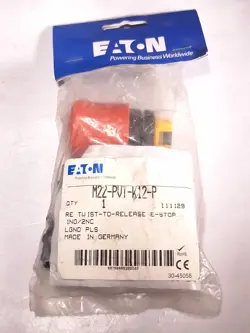 EATON
Powering Business Worldwide
EATON
M22-PVT-K12-P
QTY 1 111129
RE TWIST-TO-RELEASE E-STOP
1NO/2NC
LGND PLS
MADE IN GERMANY
30-45056